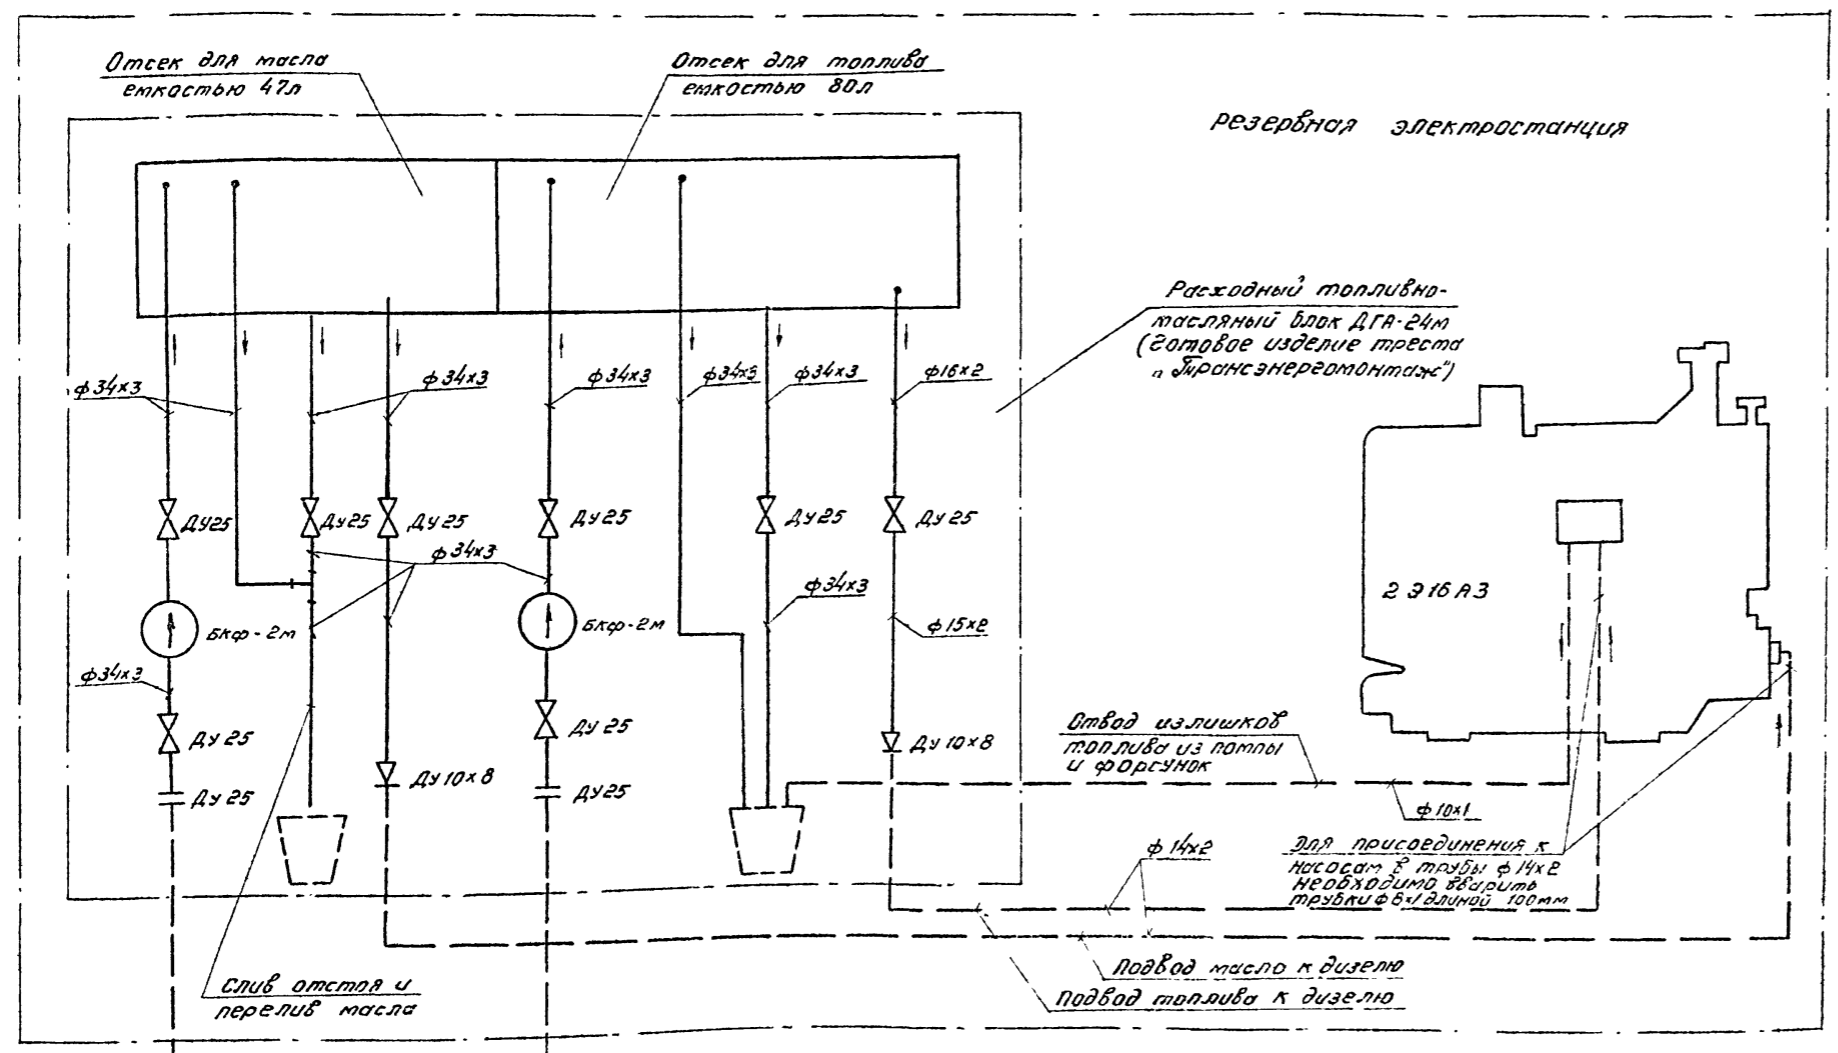 Отсек для масла
емкостью 47л
Отсек для топлива
емкостью 80л
резервная электростанция
Расходный топливно-
масляный блок ДГА-24м
(готовое изделие треста
„Трансэнергомонтаж")
ф34х3
ф34х3
ф34х3
ф34х3
ф34х3
ф16х2
Ду25
Ду25
Ду25
Ду25
Ду25
Ду25
ф34х3
ф34х3
2Э16А3
БКФ-2м
БКФ-2м
ф15х2
ф34х3
Ду25
Ду25
Ду10х8
Ду10х8
Ду25
Ду25
Отвод излишков
топлива из помпы
и форсунок
ф10х1
ф14х2
Для присоединения к
насосам в трубы ф14х2
необходимо вварить
трубки ф8х1 длиной 100мм
Слив отстоя и
перелив масла
Подвод масло к дизелю
Подвод топлива к дизелю